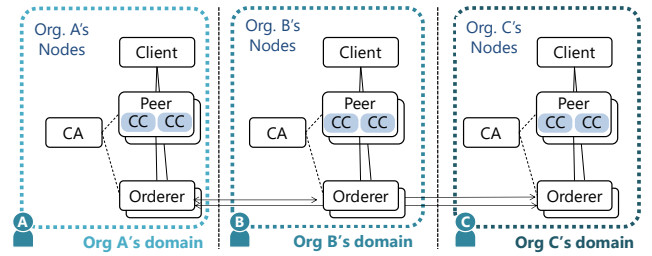 Org. A's
Nodes
Client
Peer
CC CC
CA
Orderer
A
Org A's domain
Org. B's
Nodes
Client
Peer
CC CC
CA
Orderer
B
Org B's domain
Org. C's
Nodes
Client
Peer
CC CC
CA
Orderer
C
Org C's domain